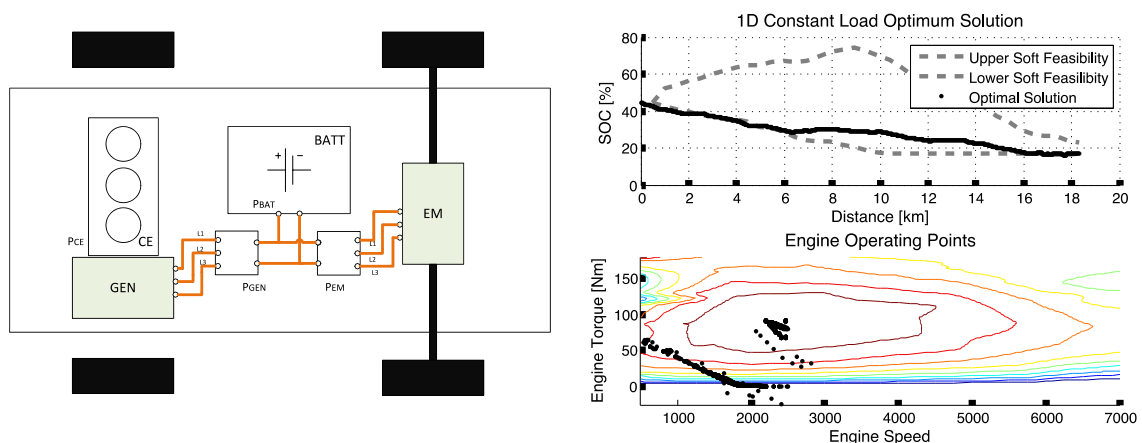 BATT
+ −
PBAT
EM
PCE
CE
L1
L2
L3
GEN
PGEN
PEM
L1
L2
L3
1D Constant Load Optimum Solution
SOC [%]
80
60
40
20
0
Upper Soft Feasibility
Lower Soft Feasilibity
Optimal Solution
0 2 4 6 8 10 12 14 16 18 20
Distance [km]
Engine Operating Points
Engine Torque [Nm]
150
100
50
0
1000 2000 3000 4000 5000 6000 7000
Engine Speed